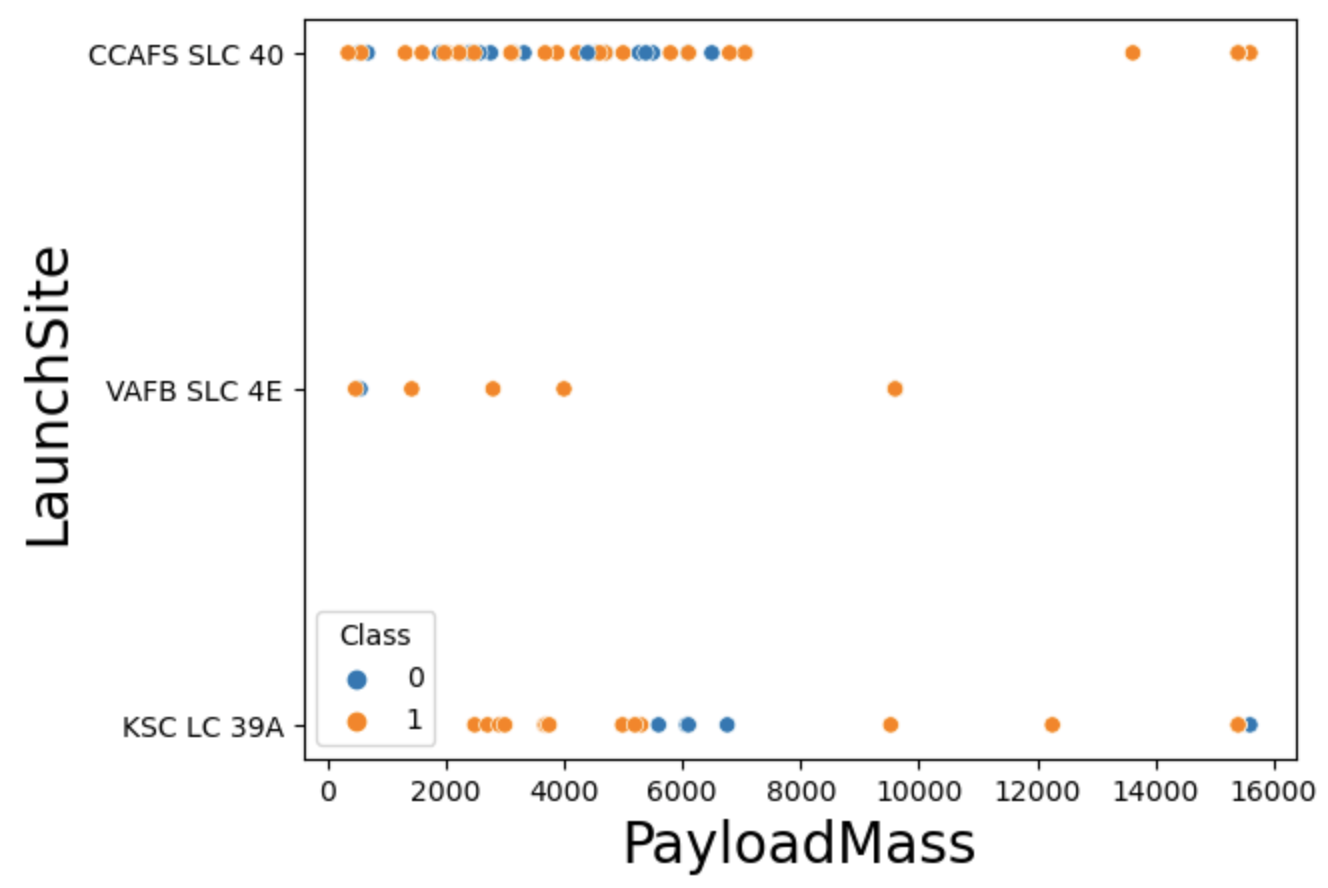 CCAFS SLC 40
VAFB SLC 4E
KSC LC 39A
LaunchSite
Class
0
1
0 2000 4000 6000 8000 10000 12000 14000 16000
PayloadMass